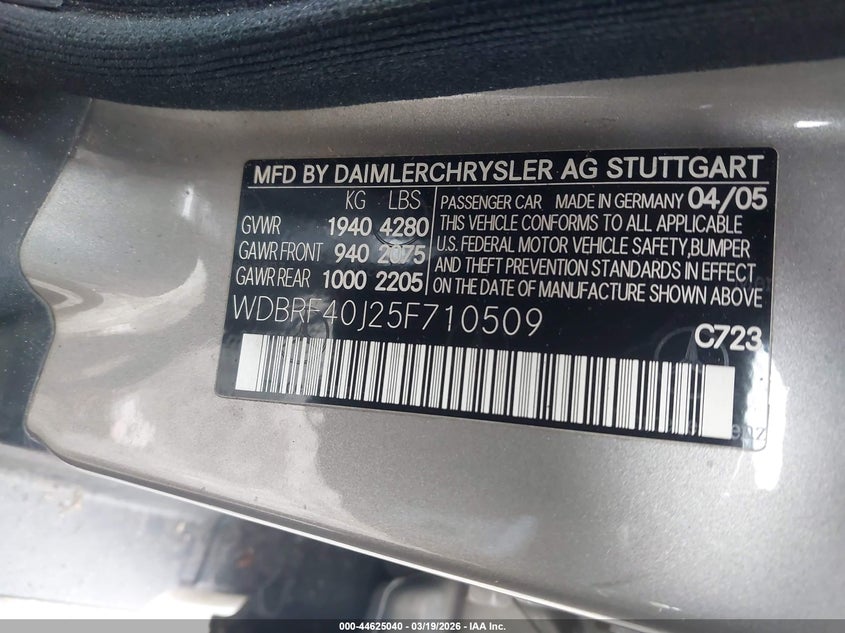 MFD BY DAIMLERCHRYSLER AG STUTTGART
KG LBS
GVWR 1940 4280
GAWR FRONT 940 2075
GAWR REAR 1000 2205
PASSENGER CAR MADE IN GERMANY 04/05
THIS VEHICLE CONFORMS TO ALL APPLICABLE
U.S. FEDERAL MOTOR VEHICLE SAFETY,BUMPER
AND THEFT PREVENTION STANDARDS IN EFFECT
ON THE DATE OF MANUFACTURE SHOWN ABOVE
WDBRF40J25F710509
C723
000-44625040 - 03/19/2026 - IAA Inc.